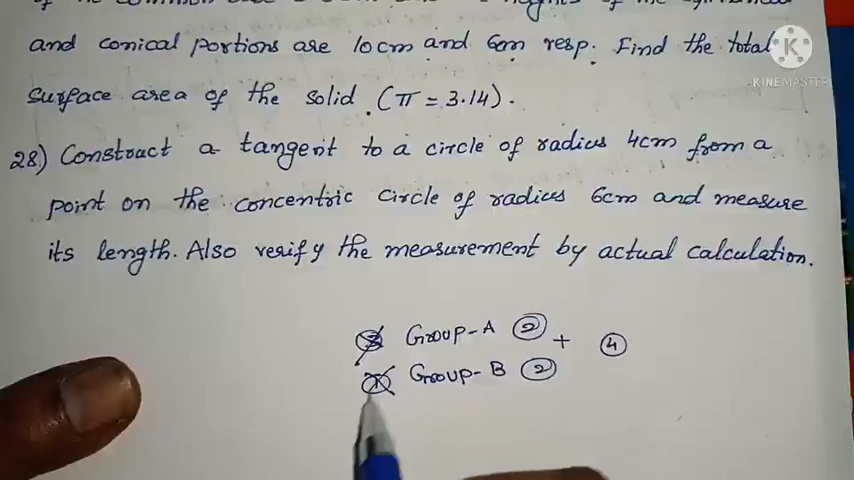 and conical portions are 10cm and 6cm resp. Find the total
surface area of the solid. (π = 3.14).
28) Construct a tangent to a circle of radius 4cm from a
point on the concentric circle of radius 6cm and measure
its length. Also verify the measurement by actual calculation.
Group-A 2 + 4
Group-B 2
K
KINEMASTER